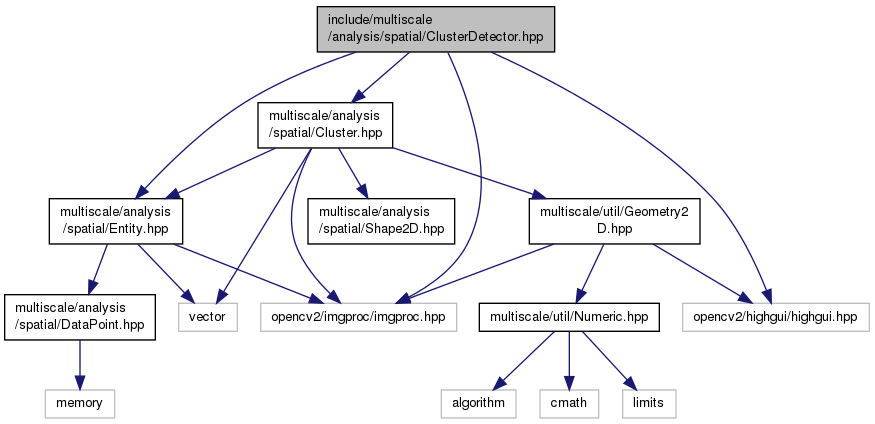 include/multiscale
/analysis/spatial/ClusterDetector.hpp
multiscale/analysis
/spatial/Cluster.hpp
multiscale/analysis
/spatial/Entity.hpp
multiscale/analysis
/spatial/Shape2D.hpp
multiscale/util/Geometry2
D.hpp
multiscale/analysis
/spatial/DataPoint.hpp
vector
opencv2/imgproc/imgproc.hpp
multiscale/util/Numeric.hpp
opencv2/highgui/highgui.hpp
memory
algorithm
cmath
limits